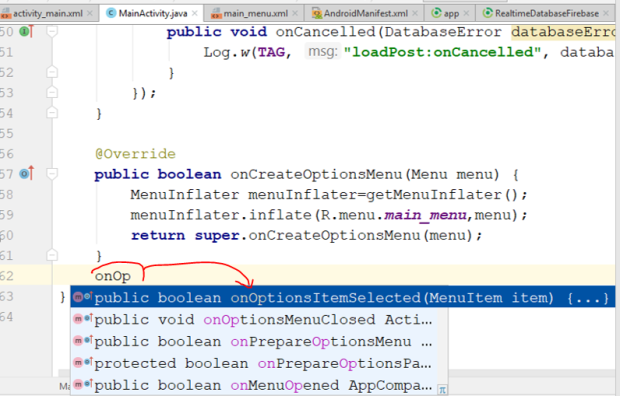 activity_main.xml MainActivity.java main_menu.xml AndroidManifest.xml app RealtimeDatabaseFirebase
50 public void onCancelled(DatabaseError databaseErro
51 Log.w(TAG, msg: "loadPost:onCancelled", databa
52 }
53 });
54 }
55
56 @Override
57 public boolean onCreateOptionsMenu(Menu menu) {
58 MenuInflater menuInflater=getMenuInflater();
59 menuInflater.inflate(R.menu.main_menu,menu);
60 return super.onCreateOptionsMenu(menu);
61 }
62 onOp
63 } public boolean onOptionsItemSelected(MenuItem item) {...}
64 public void onOptionsMenuClosed Acti...
public boolean onPrepareOptionsMenu ...
protected boolean onPrepareOptionsPa...
Ma public boolean onMenuOpened AppCompa... π